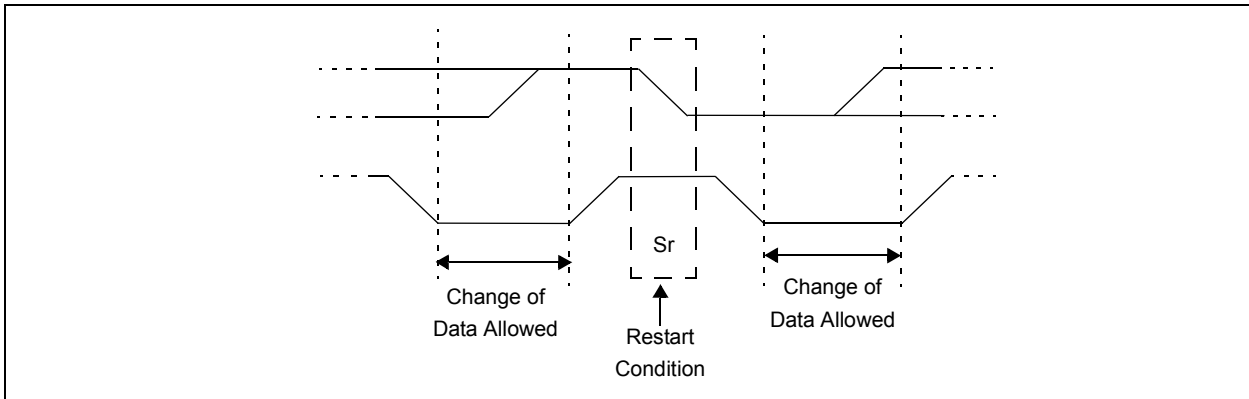 Sr
Change of
Data Allowed
Restart
Condition
Change of
Data Allowed